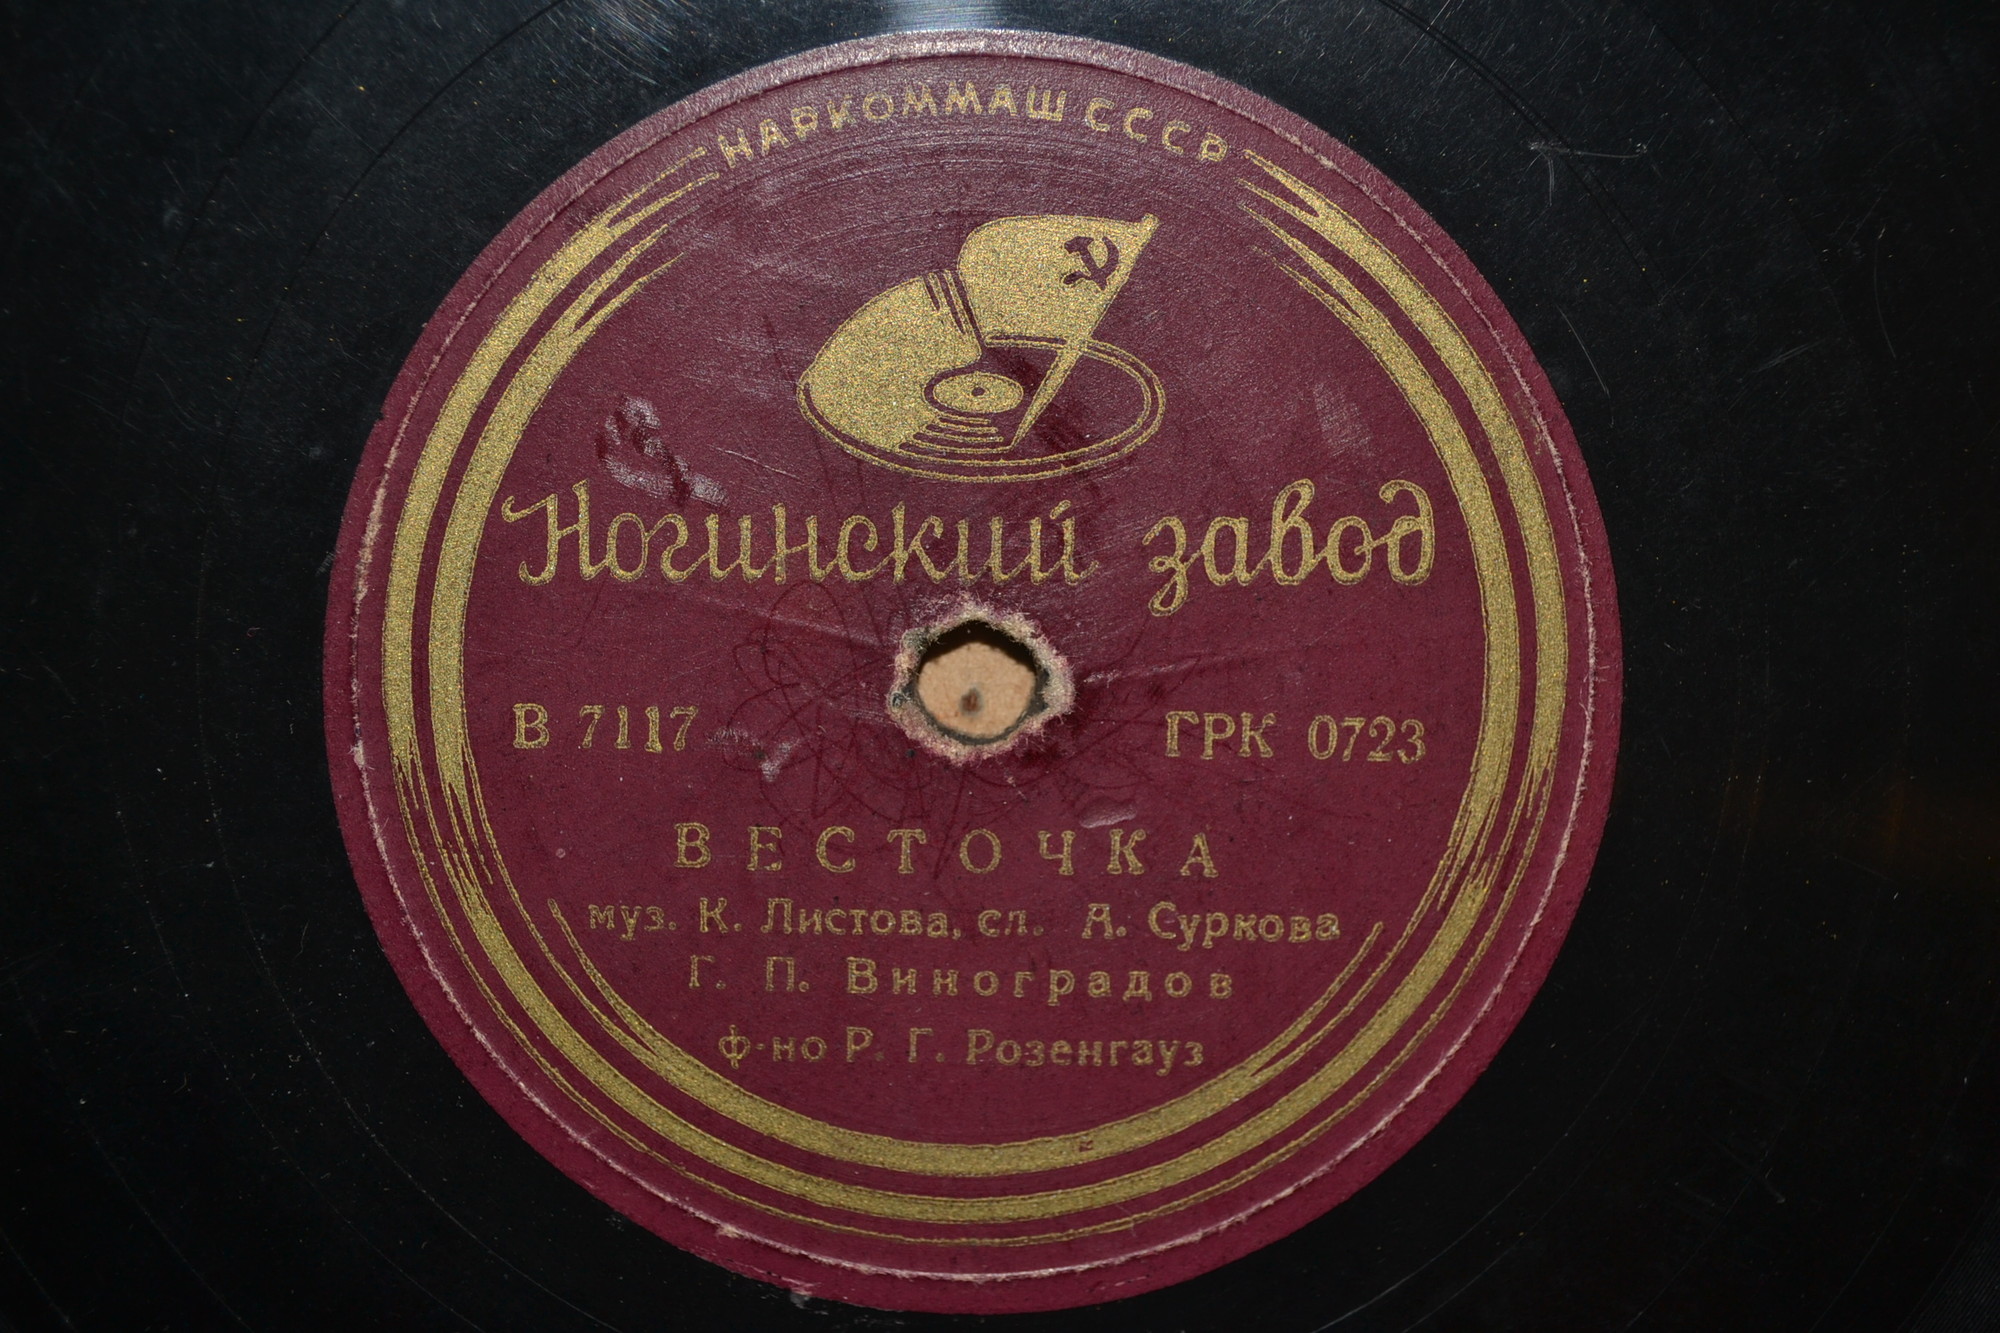 НАРКОММАШ СССР
Ногинский завод
В 7117 ГРК 0723
ВЕСТОЧКА
муз. К. Листова, сл. А. Суркова
Г. П. Виноградов
ф-но Р. Г. Розенгауз